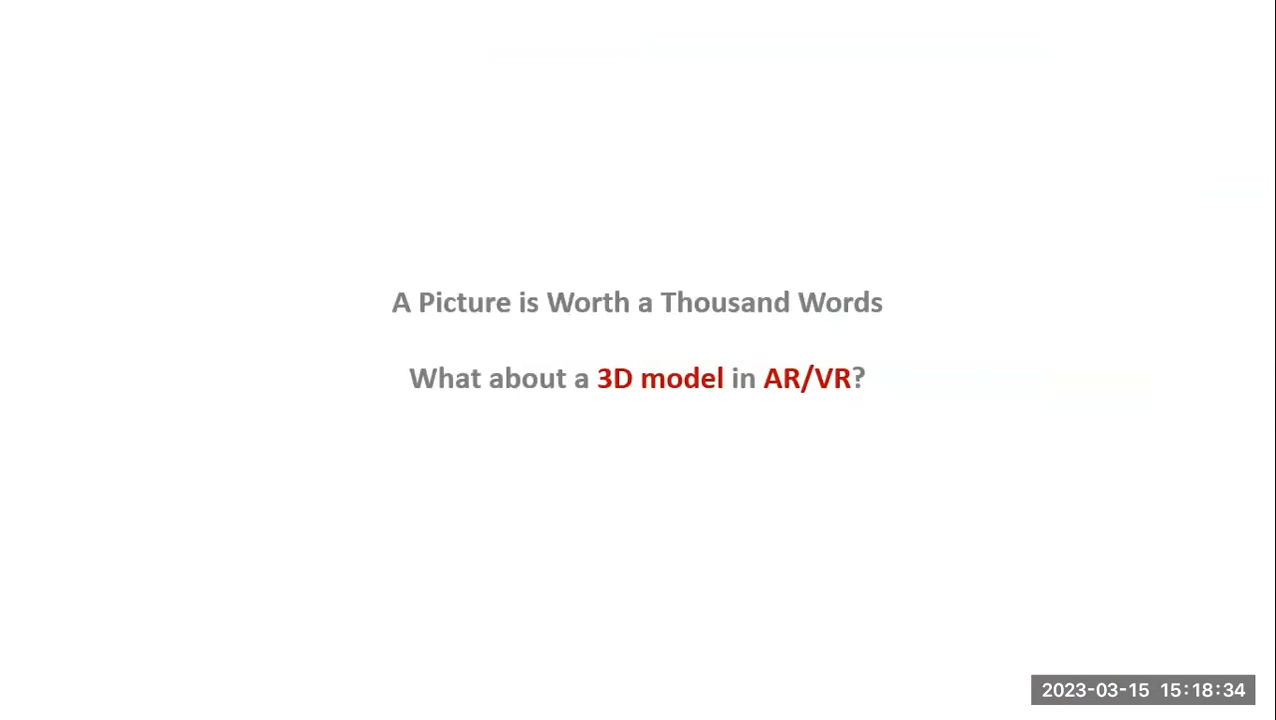 A Picture is Worth a Thousand Words
What about a 3D model in AR/VR?
2023-03-15 15:18:34